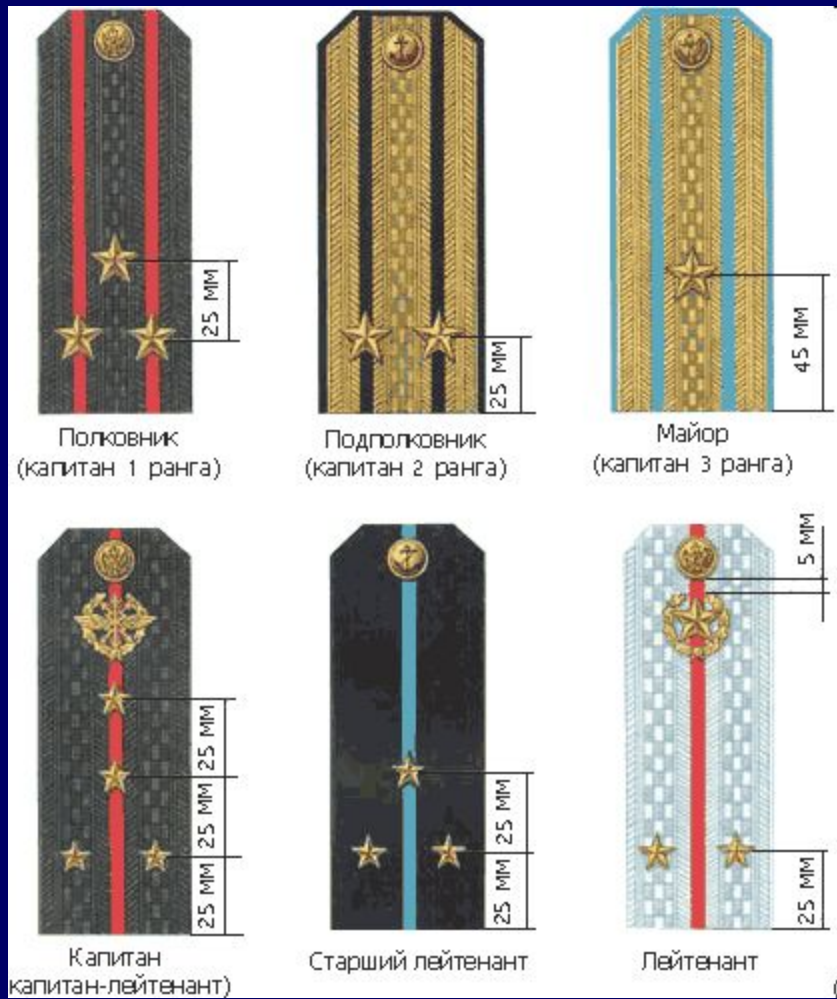 25 мм
25 мм
45 мм
Полковник
(капитан 1 ранга)
Подполковник
(капитан 2 ранга)
Майор
(капитан 3 ранга)
5 мм
25 мм
25 мм
25 мм
25 мм
25 мм
25 мм
Капитан
капитан-лейтенант)
Старший лейтенант
Лейтенант